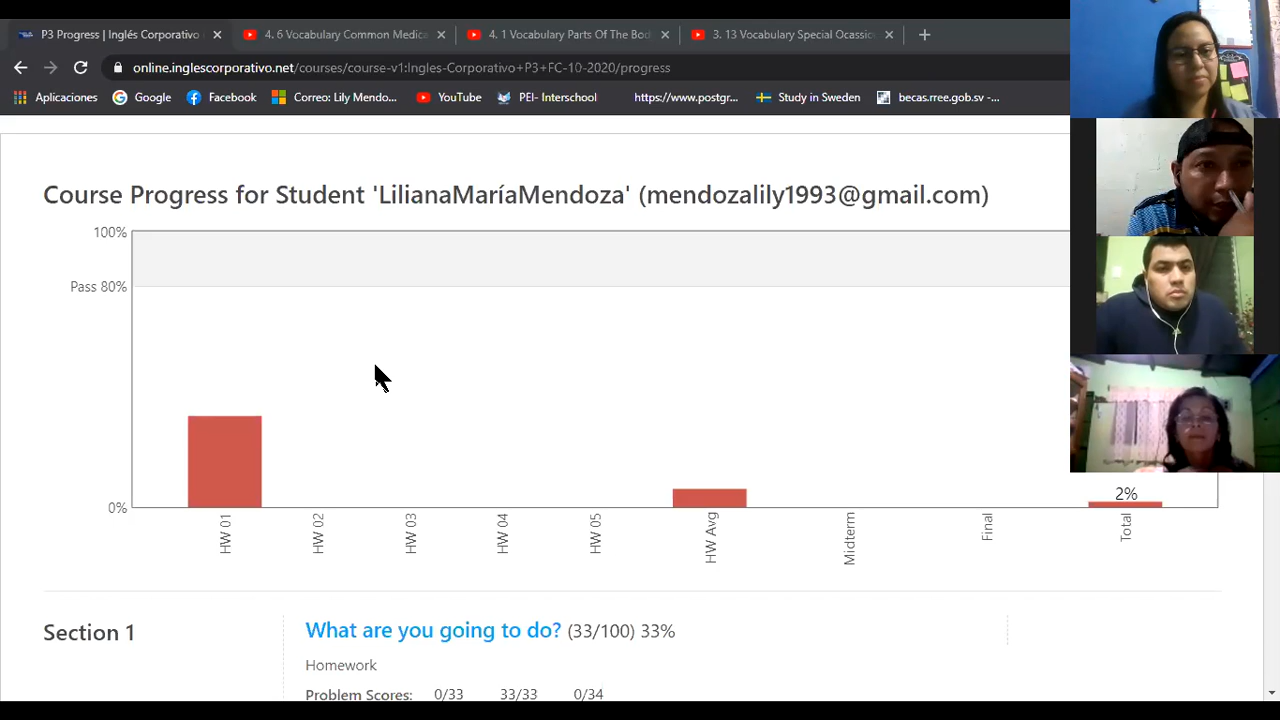 P3 Progress | Inglés Corporativo
4. 6 Vocabulary Common Medica
4. 1 Vocabulary Parts Of The Bod
3. 13 Vocabulary Special Ocassic
online.inglescorporativo.net/courses/course-v1:Ingles-Corporativo+P3+FC-10-2020/progress
Aplicaciones Google Facebook Correo: Lily Mendo... YouTube PEI- Interschool https://www.postgr... Study in Sweden becas.rree.gob.sv -...
Course Progress for Student 'LilianaMaríaMendoza' (mendozalily1993@gmail.com)
100%
Pass 80%
0%
2%
HW 01
HW 02
HW 03
HW 04
HW 05
HW Avg
Midterm
Final
Total
Section 1
What are you going to do? (33/100) 33%
Homework
Problem Scores: 0/33 33/33 0/34